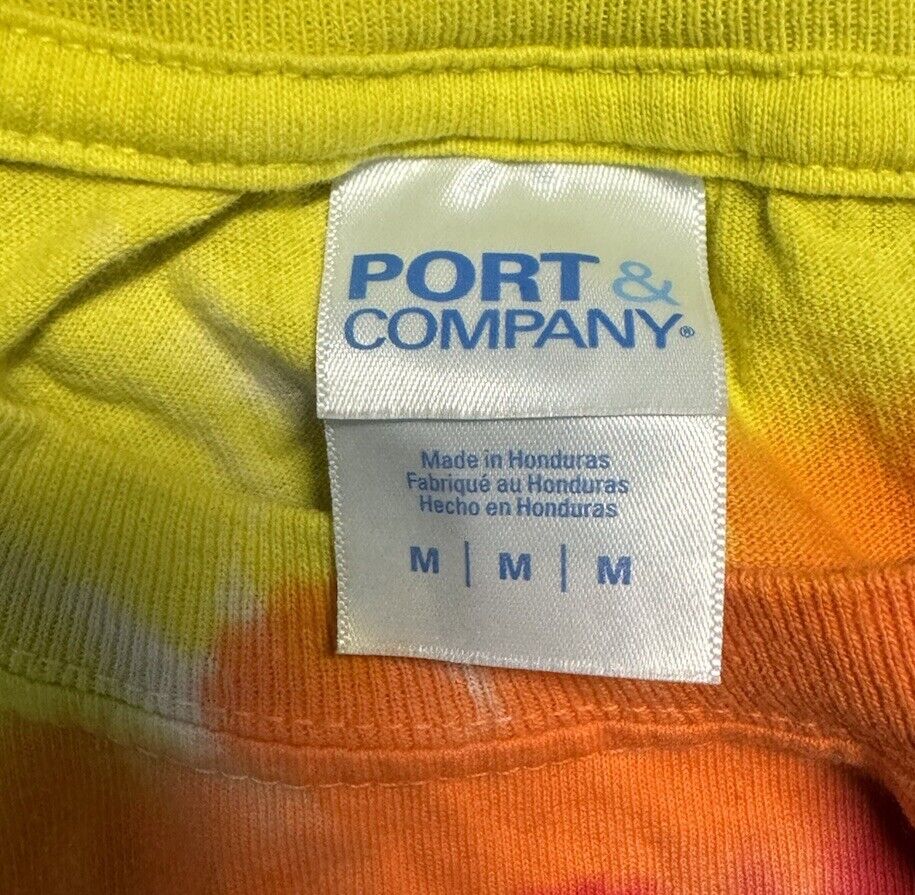 PORT &
COMPANY®
Made in Honduras
Fabriqué au Honduras
Hecho en Honduras
M | M | M